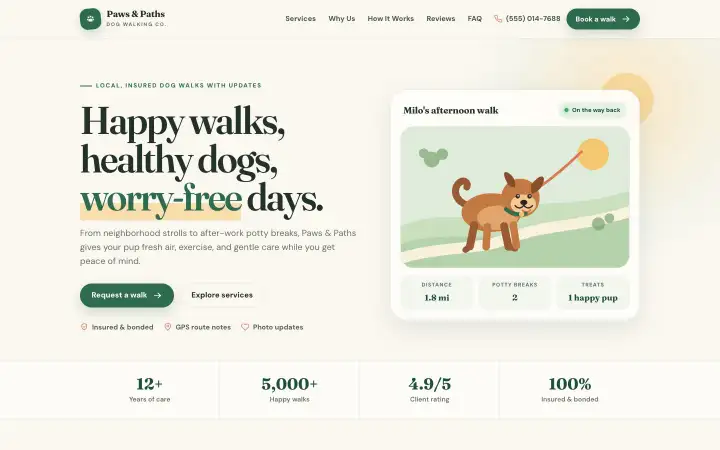 Paws & Paths
DOG WALKING CO.
Services
Why Us
How It Works
Reviews
FAQ
(555) 014-7688
Book a walk
LOCAL, INSURED DOG WALKS WITH UPDATES
Happy walks,
healthy dogs,
worry-free days.
From neighborhood strolls to after-work potty breaks, Paws & Paths
gives your pup fresh air, exercise, and gentle care while you get
peace of mind.
Request a walk
Explore services
Insured & bonded
GPS route notes
Photo updates
Milo's afternoon walk
On the way back
DISTANCE
1.8 mi
POTTY BREAKS
2
TREATS
1 happy pup
12+
Years of care
5,000+
Happy walks
4.9/5
Client rating
100%
Insured & bonded